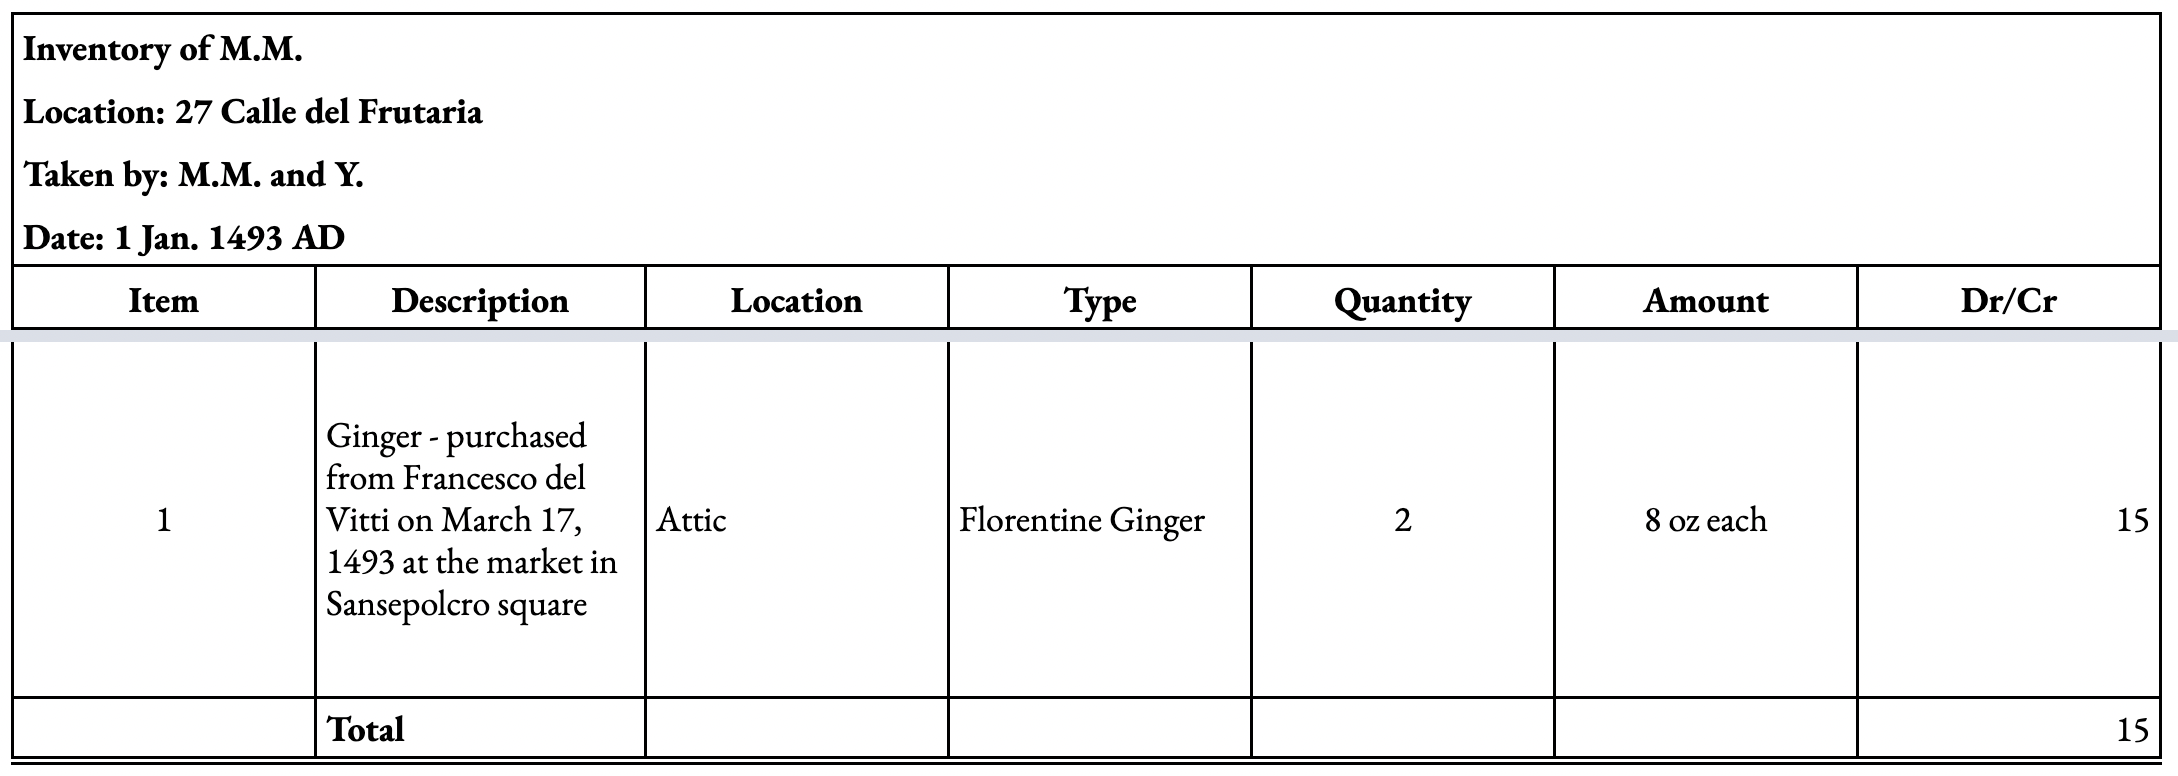 Inventory of M.M.
Location: 27 Calle del Frutaria
Taken by: M.M. and Y.
Date: 1 Jan. 1493 AD
Item Description Location Type Quantity Amount Dr/Cr
1 Ginger - purchased
from Francesco del
Vitti on March 17,
1493 at the market in
Sansepolcro square Attic Florentine Ginger 2 8 oz each 15
Total 15